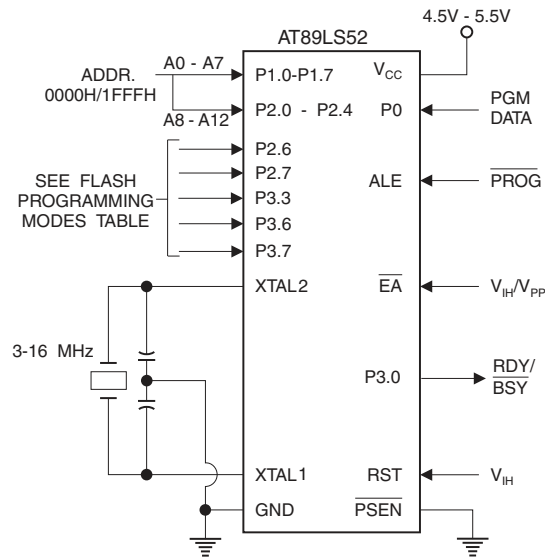 4.5V - 5.5V
AT89LS52
ADDR.
0000H/1FFFH
A0 - A7
A8 - A12
SEE FLASH
PROGRAMMING
MODES TABLE
3-16 MHz
P1.0-P1.7
P2.0 - P2.4
P2.6
P2.7
P3.3
P3.6
P3.7
XTAL2
XTAL1
GND
VCC
P0
ALE
EA
P3.0
RST
PSEN
PGM
DATA
PROG
VIH/VPP
RDY/
BSY
VIH